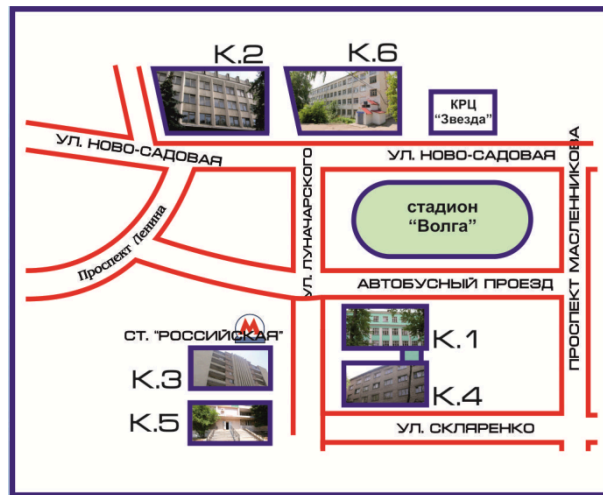 К.2
К.6
КРЦ
"Звезда"
УЛ. НОВО-САДОВАЯ
УЛ. НОВО-САДОВАЯ
УЛ. ЛУНАЧАРСКОГО
ПРОСПЕКТ МАСЛЕННИКОВА
стадион
"Волга"
Проспект Ленина
АВТОБУСНЫЙ ПРОЕЗД
М
СТ. "РОССИЙСКАЯ"
К.1
К.3
К.4
К.5
УЛ. СКЛЯРЕНКО